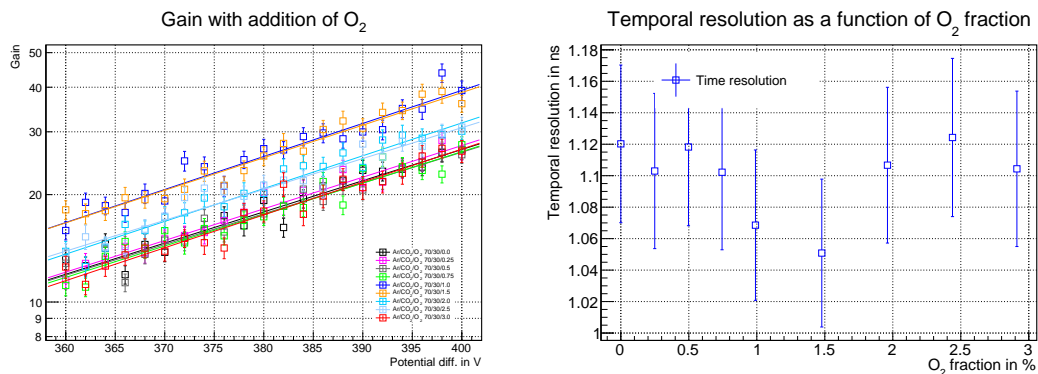 Gain with addition of O2
Gain
50
40
30
20
10
9
8
360 365 370 375 380 385 390 395 400
Potential diff. in V
Ar/CO2/O2 70/30/0.0
Ar/CO2/O2 70/30/0.25
Ar/CO2/O2 70/30/0.5
Ar/CO2/O2 70/30/0.75
Ar/CO2/O2 70/30/1.0
Ar/CO2/O2 70/30/1.5
Ar/CO2/O2 70/30/2.0
Ar/CO2/O2 70/30/2.5
Ar/CO2/O2 70/30/3.0
Temporal resolution as a function of O2 fraction
Temporal resolution in ns
1.18
1.16
1.14
1.12
1.10
1.08
1.06
1.04
1.02
1
Time resolution
0 0.5 1 1.5 2 2.5 3
O2 fraction in %